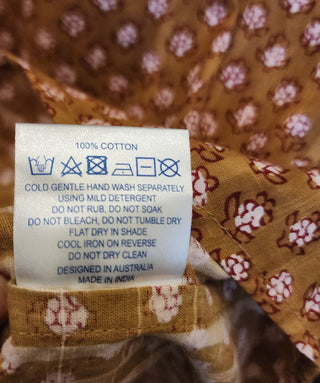 100% COTTON
COLD GENTLE HAND WASH SEPARATELY
USING MILD DETERGENT
DO NOT RUB, DO NOT SOAK
DO NOT BLEACH, DO NOT TUMBLE DRY
FLAT DRY IN SHADE
COOL IRON ON REVERSE
DO NOT DRY CLEAN
DESIGNED IN AUSTRALIA
MADE IN INDIA